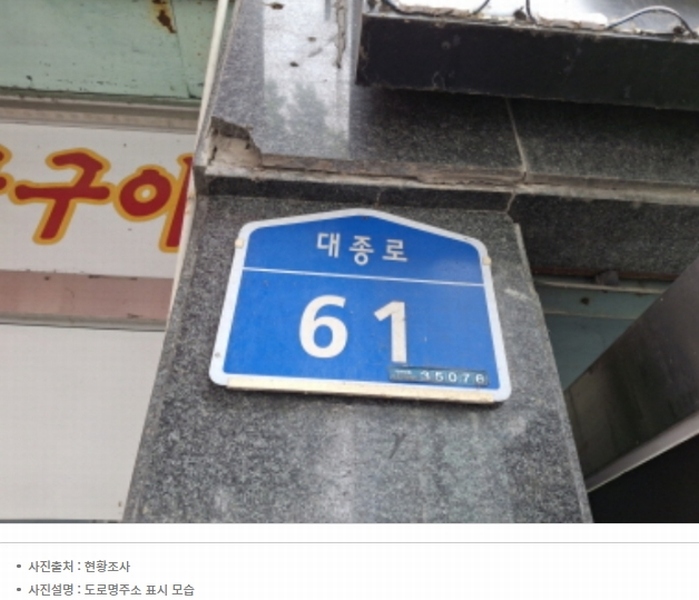 구이
대종로
61
35076
• 사진출처 : 현황조사
• 사진설명 : 도로명주소 표시 모습